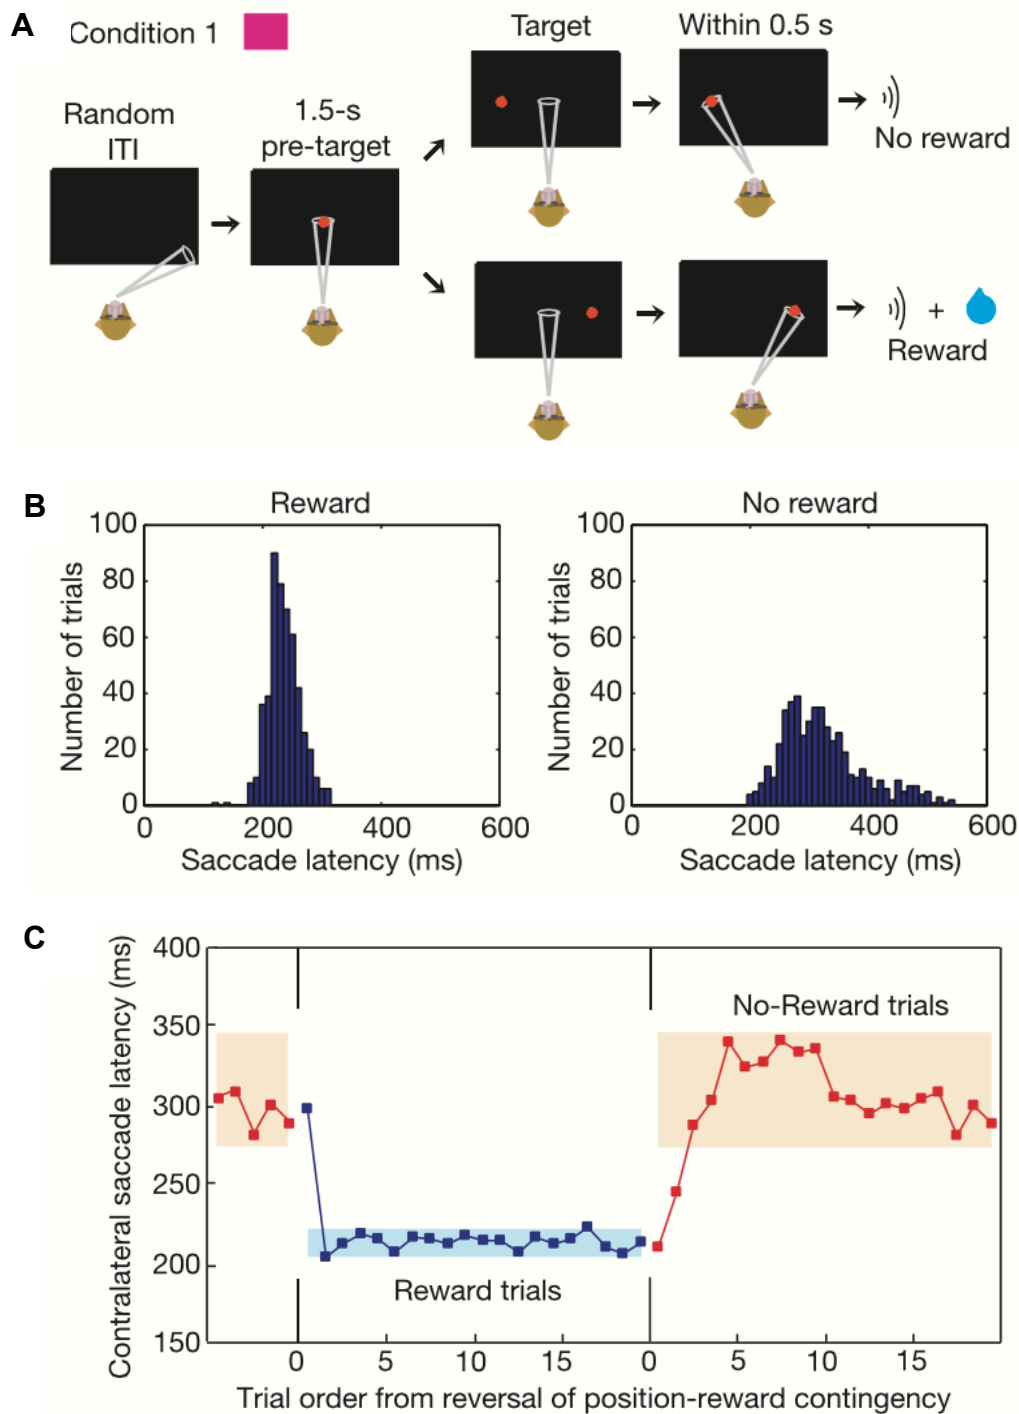 A
Condition 1
Random
ITI
1.5-s
pre-target
Target
Within 0.5 s
No reward
+
Reward
B
Reward
Number of trials
100
80
60
40
20
0
0 200 400 600
Saccade latency (ms)
No reward
Number of trials
100
80
60
40
20
0
0 200 400 600
Saccade latency (ms)
C
Contralateral saccade latency (ms)
400
350
300
250
200
150
No-Reward trials
Reward trials
0 5 10 15 0 5 10 15
Trial order from reversal of position-reward contingency